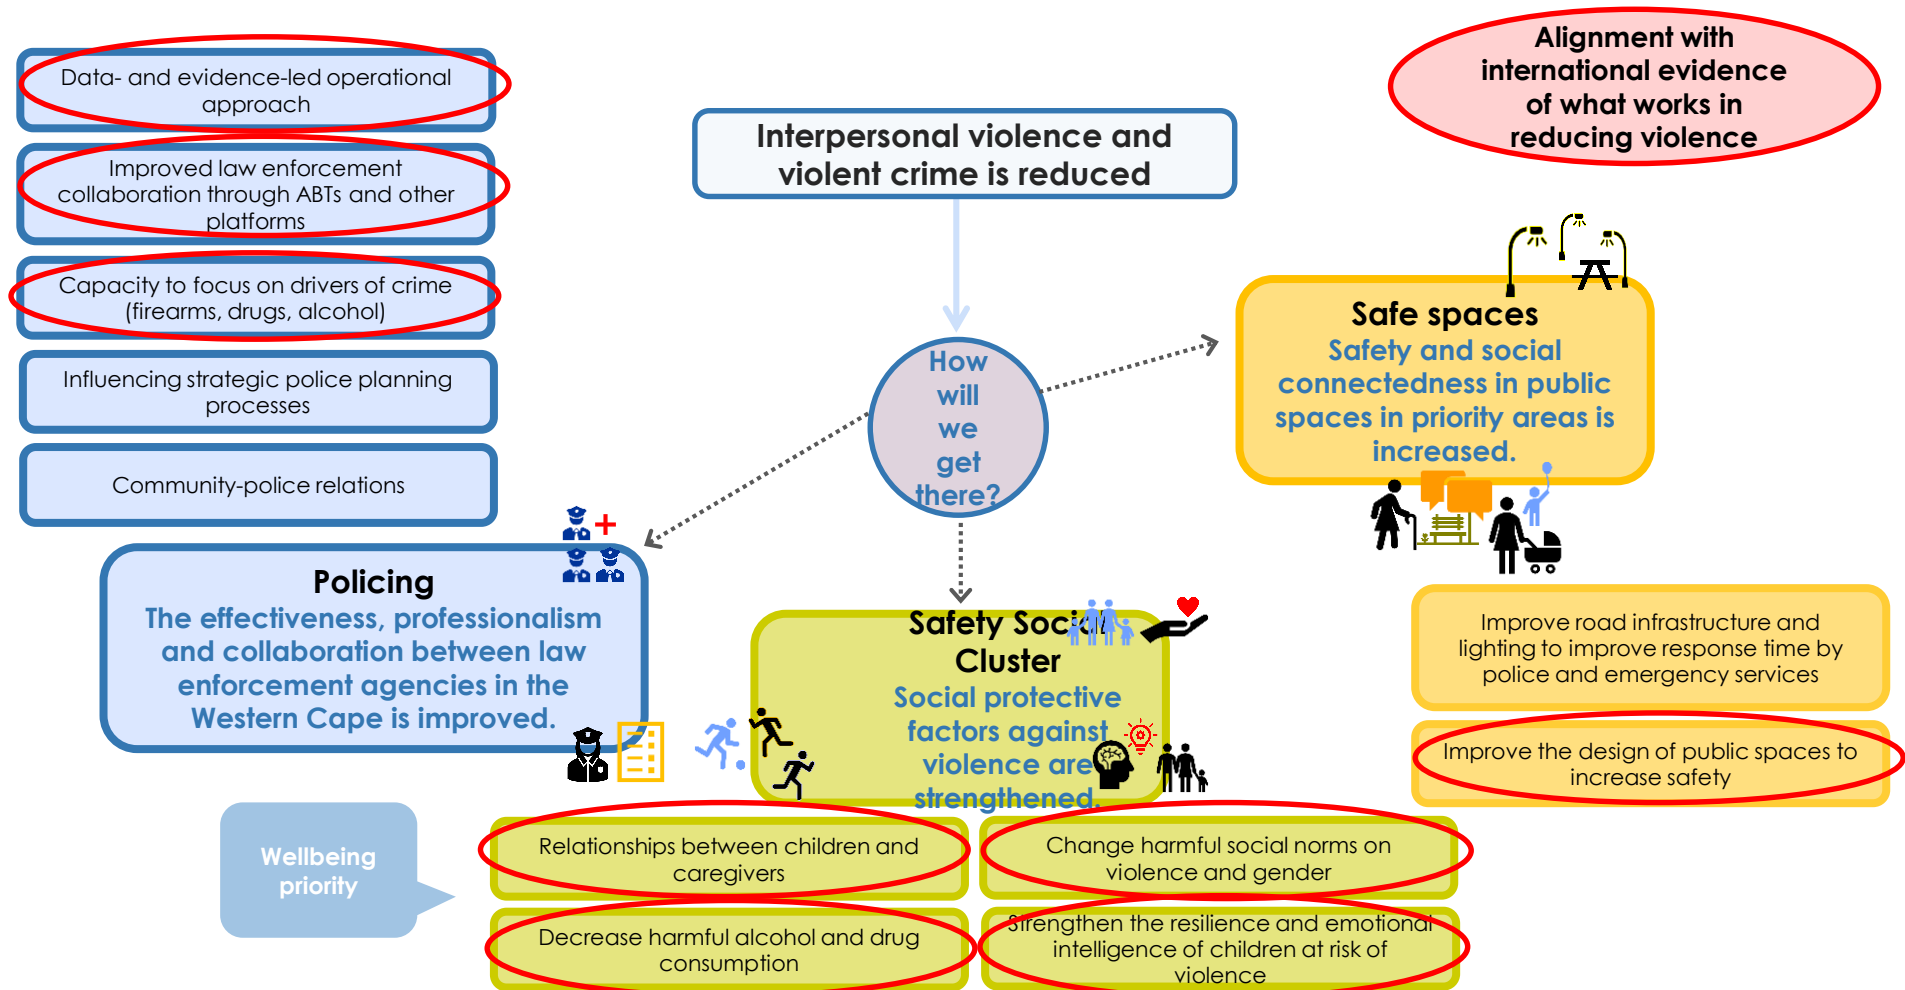 Data- and evidence-led operational
approach
Improved law enforcement
collaboration through ABTs and other
platforms
Capacity to focus on drivers of crime
(firearms, drugs, alcohol)
Influencing strategic police planning
processes
Community-police relations
Interpersonal violence and
violent crime is reduced
Alignment with
international evidence
of what works in
reducing violence
How
will
we
get
there?
Safe spaces
Safety and social
connectedness in public
spaces in priority areas is
increased.
Policing
The effectiveness, professionalism
and collaboration between law
enforcement agencies in the
Western Cape is improved.
Safety Social
Cluster
Social protective
factors against
violence are
strengthened.
Improve road infrastructure and
lighting to improve response time by
police and emergency services
Improve the design of public spaces to
increase safety
Wellbeing
priority
Relationships between children and
caregivers
Change harmful social norms on
violence and gender
Decrease harmful alcohol and drug
consumption
Strengthen the resilience and emotional
intelligence of children at risk of
violence